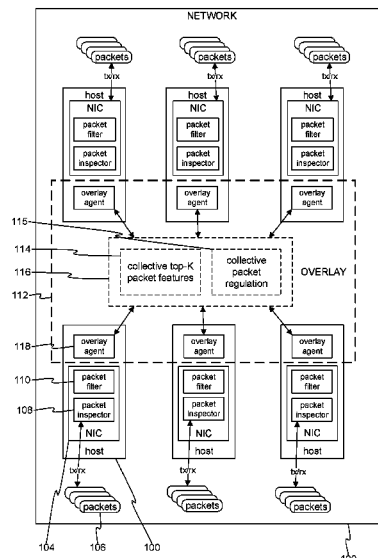 NETWORK
packets packets packets
tx/rx tx/rx tx/rx
host host host
NIC NIC NIC
packet filter packet filter packet filter
packet inspector packet inspector packet inspector
overlay agent overlay agent overlay agent
115
114
116
collective top-K packet features
collective packet regulation
OVERLAY
112
118
overlay agent overlay agent overlay agent
110
packet filter packet filter packet filter
108
packet inspector packet inspector packet inspector
NIC NIC NIC
host host host
tx/rx tx/rx tx/rx
packets packets packets
104 106 100